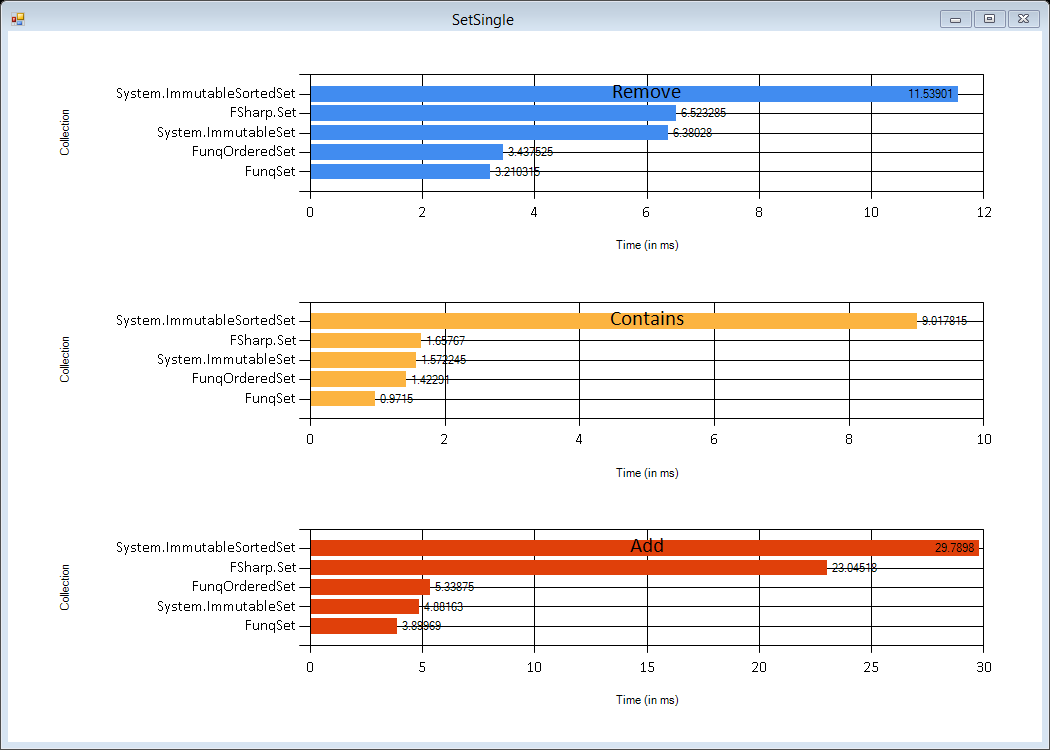 SetSingle
Remove
Collection
System.ImmutableSortedSet 11.53901
FSharp.Set 6.523285
System.ImmutableSet 6.38028
FunqOrderedSet 3.437525
FunqSet 3.210315
0 2 4 6 8 10 12
Time (in ms)
Contains
Collection
System.ImmutableSortedSet 9.017815
FSharp.Set 1.65767
System.ImmutableSet 1.572245
FunqOrderedSet 1.42291
FunqSet 0.9715
0 2 4 6 8 10
Time (in ms)
Add
Collection
System.ImmutableSortedSet 29.7898
FSharp.Set 23.04518
FunqOrderedSet 5.33875
System.ImmutableSet 4.88163
FunqSet 3.89969
0 5 10 15 20 25 30
Time (in ms)